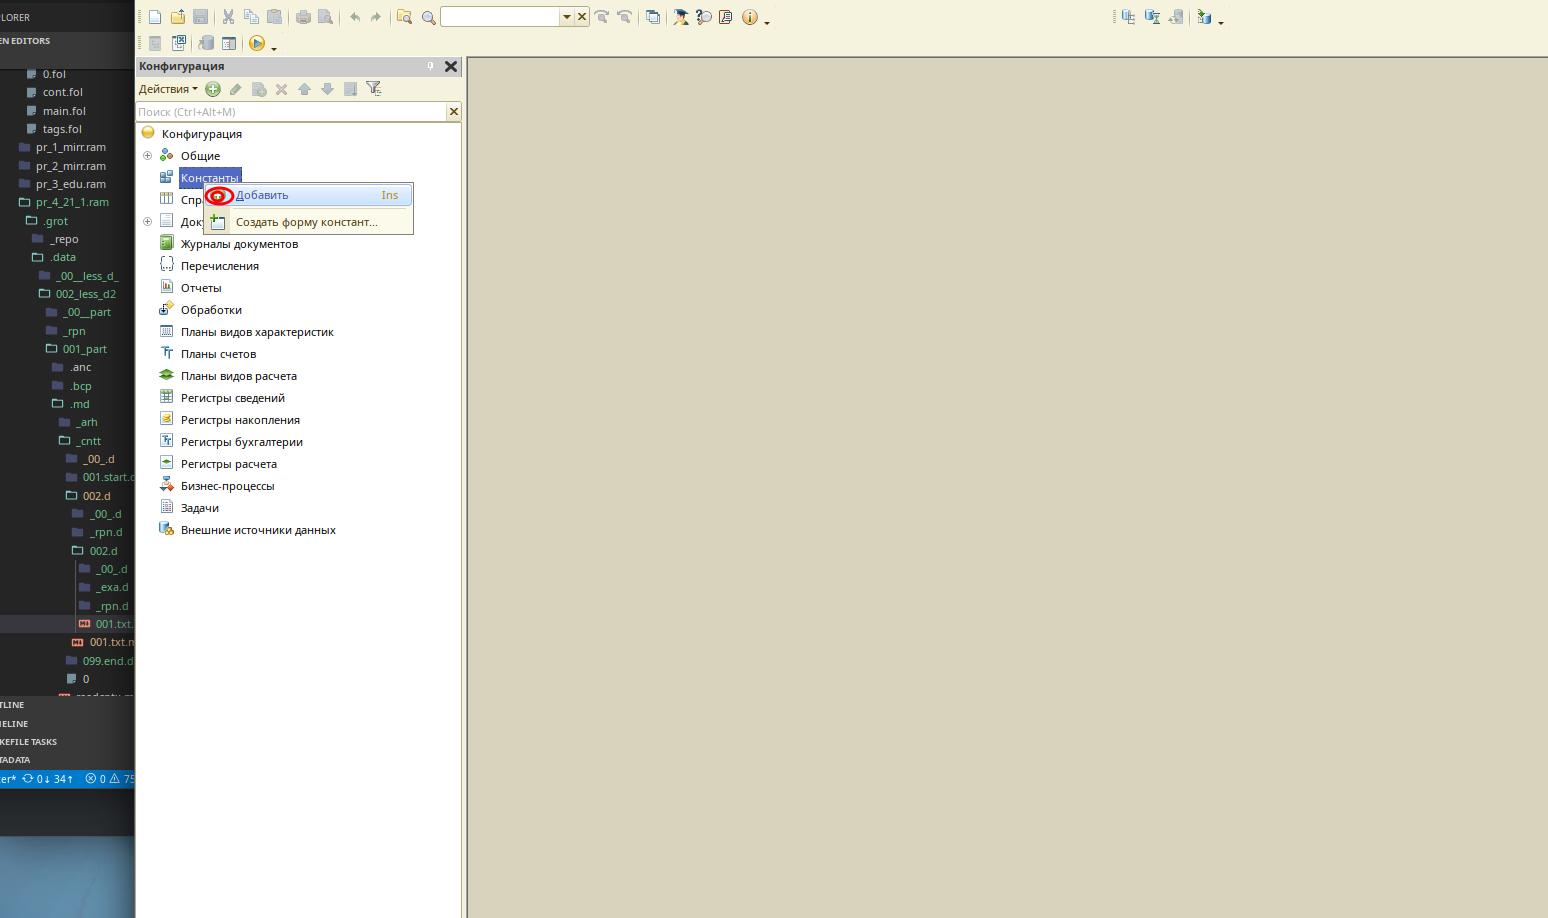 PLORER
EN EDITORS
0.fol
cont.fol
main.fol
tags.fol
pr_1_mirr.ram
pr_2_mirr.ram
pr_3_edu.ram
pr_4_21_1.ram
.grot
_repo
.data
_00__less_d_
002_less_d2
_00__part
_rpn
001_part
.anc
.bcp
.md
_arh
_cntt
_00_.d
001.start.d
002.d
_00_.d
_rpn.d
002.d
_00_.d
_exa.d
_rpn.d
001.txt.
001.txt.m
099.end.d
0
TLINE
MELINE
KEFILE TASKS
TADATA
ter* 0↓ 34↑ 0 75
Конфигурация
Действия
Поиск (Ctrl+Alt+M)
Конфигурация
Общие
Константы
Добавить Ins
Спр
Создать форму констант...
Док
Журналы документов
Перечисления
Отчеты
Обработки
Планы видов характеристик
Планы счетов
Планы видов расчета
Регистры сведений
Регистры накопления
Регистры бухгалтерии
Регистры расчета
Бизнес-процессы
Задачи
Внешние источники данных